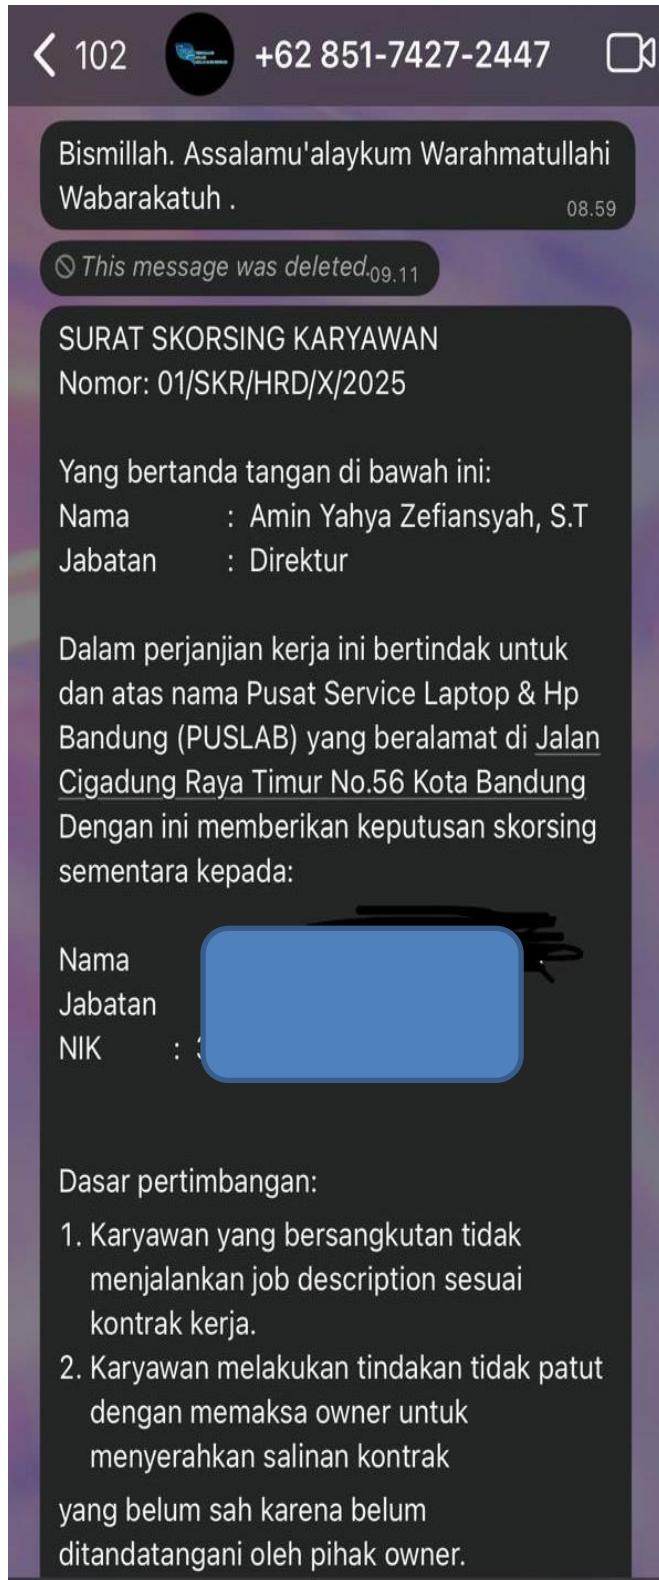 102
+62 851-7427-2447
Bismillah. Assalamu'alaykum Warahmatullahi
Wabarakatuh .
08.59
This message was deleted.
09.11
SURAT SKORSING KARYAWAN
Nomor: 01/SKR/HRD/X/2025
Yang bertanda tangan di bawah ini:
Nama : Amin Yahya Zefiansyah, S.T
Jabatan : Direktur
Dalam perjanjian kerja ini bertindak untuk
dan atas nama Pusat Service Laptop & Hp
Bandung (PUSLAB) yang beralamat di Jalan
Cigadung Raya Timur No.56 Kota Bandung
Dengan ini memberikan keputusan skorsing
sementara kepada:
Nama
Jabatan
NIK :
Dasar pertimbangan:
1. Karyawan yang bersangkutan tidak
menjalankan job description sesuai
kontrak kerja.
2. Karyawan melakukan tindakan tidak patut
dengan memaksa owner untuk
menyerahkan salinan kontrak
yang belum sah karena belum
ditandatangani oleh pihak owner.